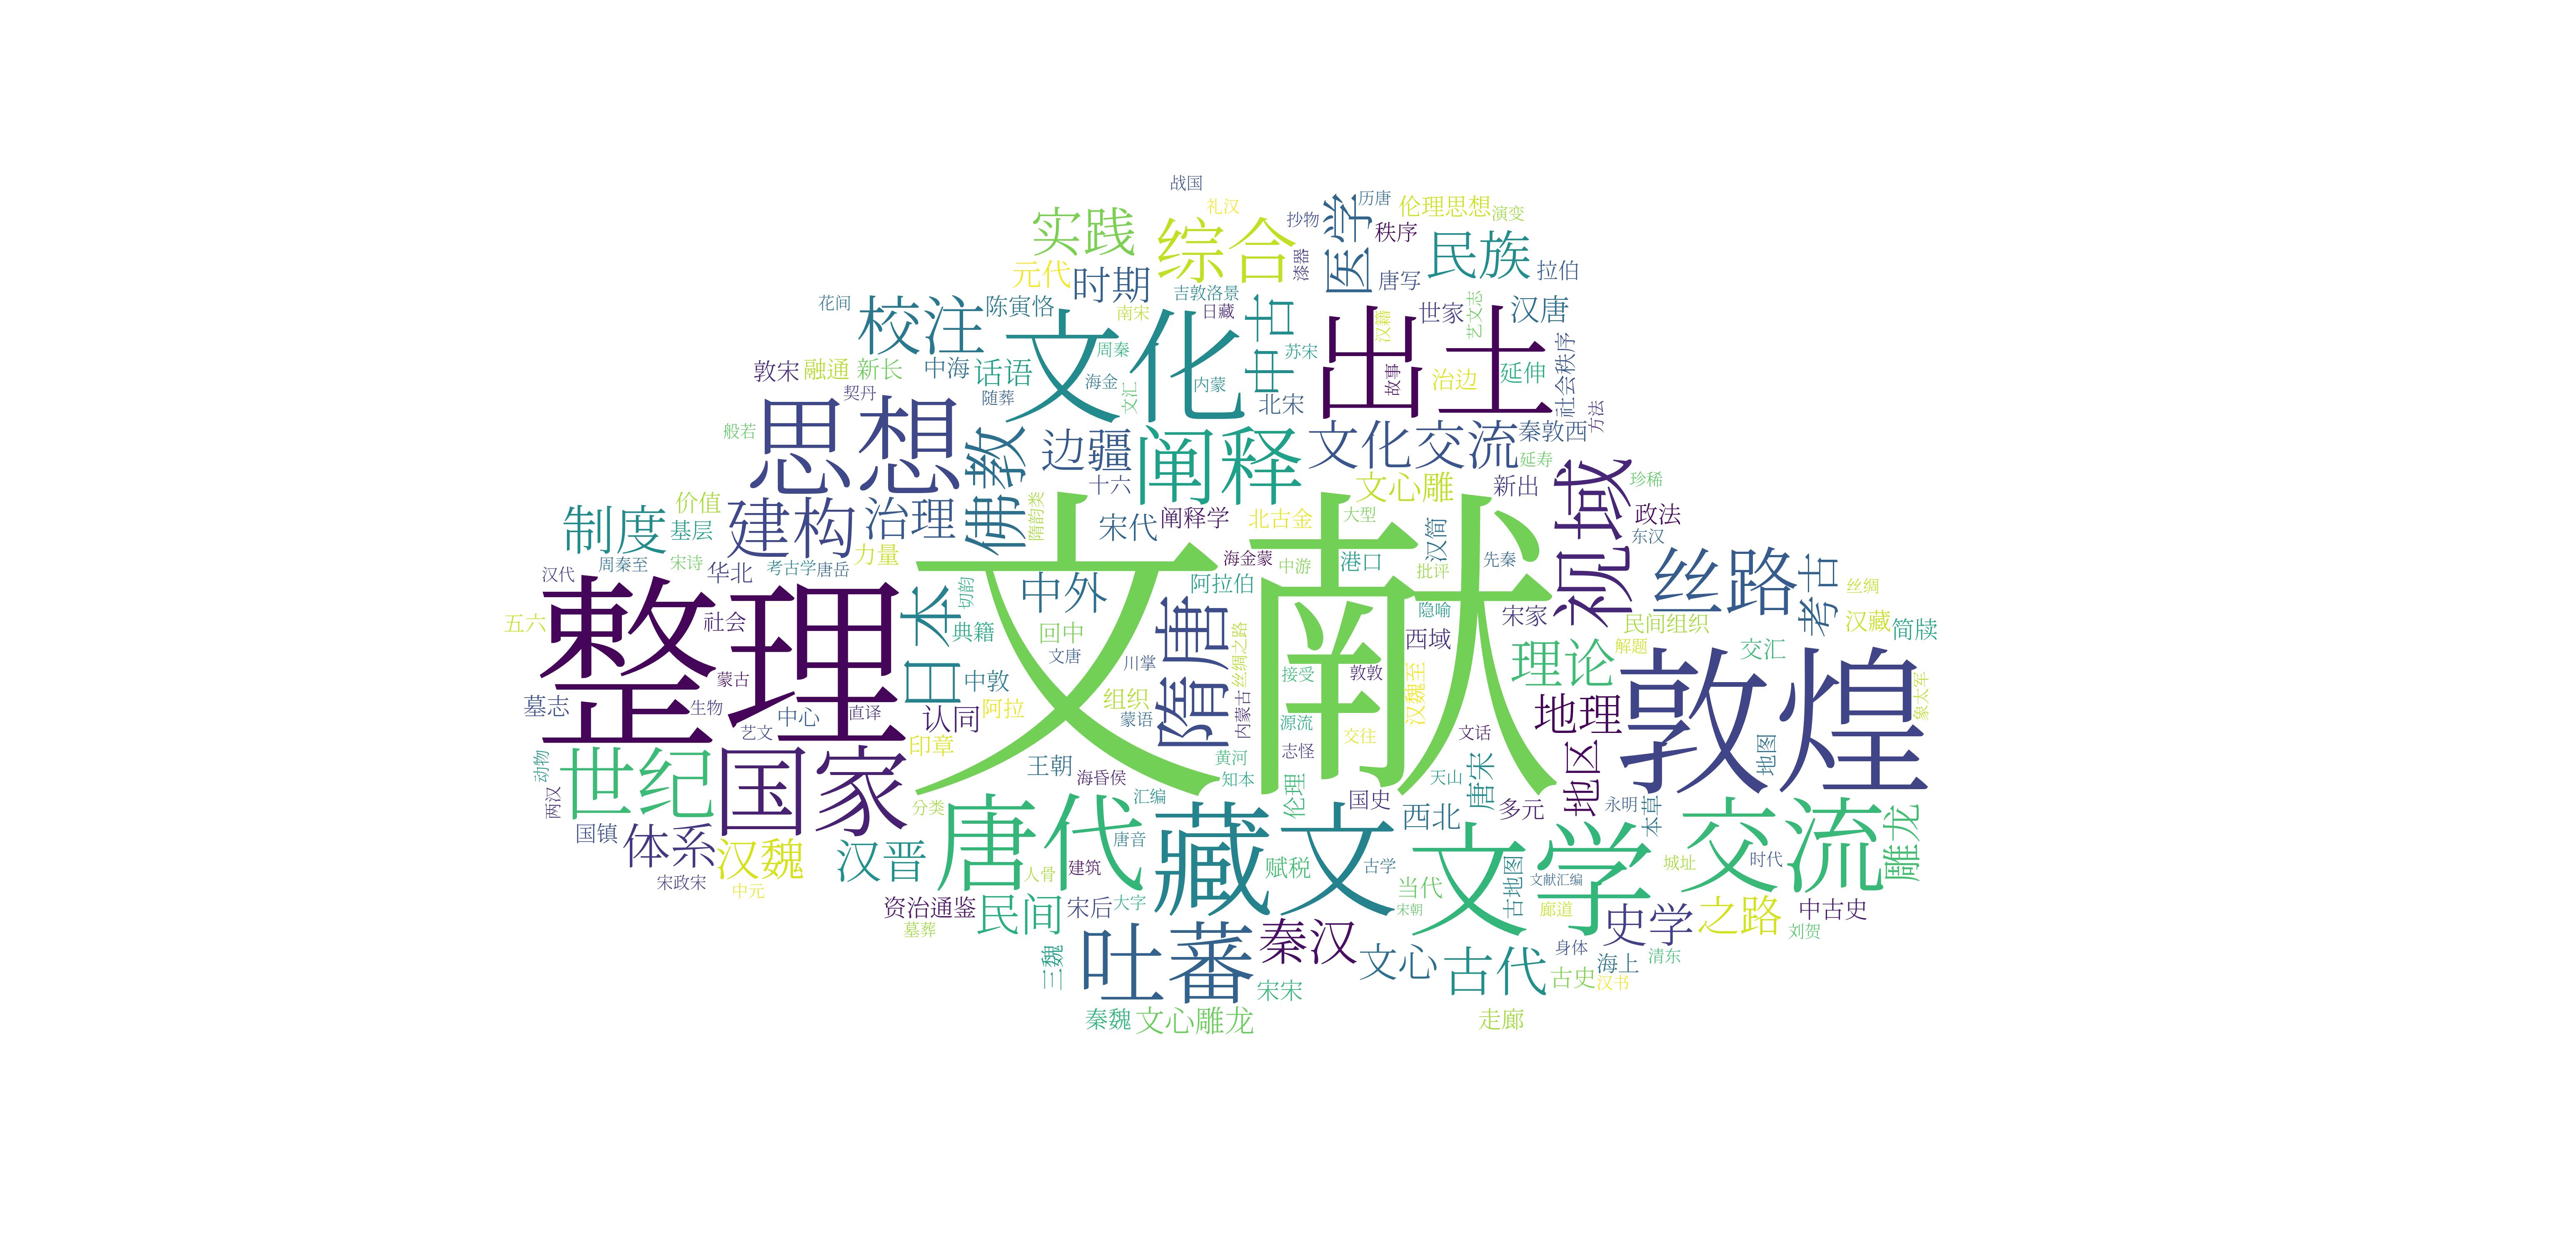 战国
礼汉
历唐
伦理思想
演变
实践
综合
抄物
医学
秩序
民族
元代
时期
漆器
唐写
拉伯
花间
校注
陈寅恪
吉敦洛景
日藏
南宋
文化
中古
出土
汉籍
世家
艺文志
汉唐
敦宋
融通
新长
中海
话语
周秦
苏宋
社会秩序
契丹
随葬
海金
文汇
内蒙
北宋
故事
治边
延伸
方法
般若
思想
佛教
边疆
阐释
文化交流
秦敦西
延寿
十六
文心雕
新出
视域
珍稀
价值
制度
基层
建构
治理
隋韵类
宋代
阐释学
北古金
大型
汉简
政法
东汉
周秦至
宋诗
力量
海金蒙
中游
港口
批评
先秦
汉代
华北
考古学
唐岳
日本
切韵
中外
阿拉伯
文献
隐喻
宋家
丝路
考古
丝绸
五六
整理
社会
典籍
回中
文唐
川掌
隋唐
丝绸之路
西域
民间组织
汉藏
简牍
蒙古
中敦
接受
敦敦
理论
解题
交汇
墓志
生物
中心
直译
认同
阿拉
组织
蒙语
内蒙古
源流
汉魏至
地理
敦煌
象太军
艺文
印章
交往
文话
动物
世纪
国家
王朝
海昏侯
黄河
志怪
知本
天山
唐宋
地区
地图
两汉
分类
唐代
汇编
藏文
伦理
国史
西北
多元
永明
本草
交流
雕龙
国镇
体系
汉魏
汉晋
唐音
文学
宋政宋
中元
人骨
建筑
赋税
古学
当代
古地图
文献汇编
城址
时代
资治通鉴
民间
宋后
大字
宋朝
廊道
史学
之路
中古史
墓葬
三魏
吐蕃
秦汉
文心
古代
身体
海上
清东
刘贺
宋宋
古史
汉书
秦魏
文心雕龙
走廊